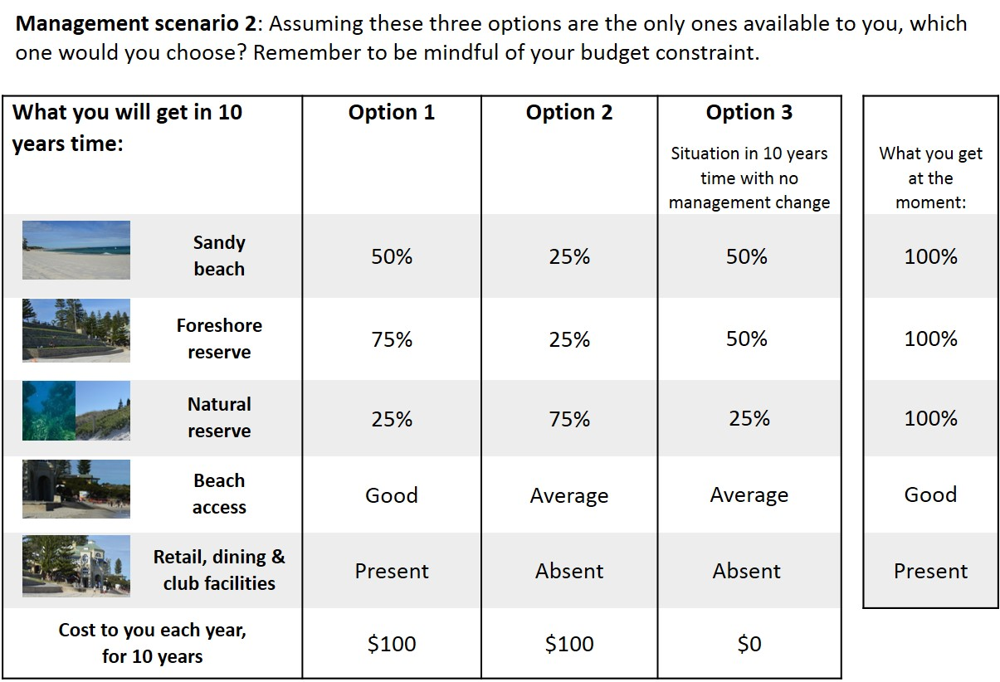 Management scenario 2: Assuming these three options are the only ones available to you, which
one would you choose? Remember to be mindful of your budget constraint.
What you will get in 10
years time:
Option 1
Option 2
Option 3
Situation in 10 years
time with no
management change
What you get
at the
moment:
Sandy
beach
50%
25%
50%
100%
Foreshore
reserve
75%
25%
50%
100%
Natural
reserve
25%
75%
25%
100%
Beach
access
Good
Average
Average
Good
Retail, dining &
club facilities
Present
Absent
Absent
Present
Cost to you each year,
for 10 years
$100
$100
$0